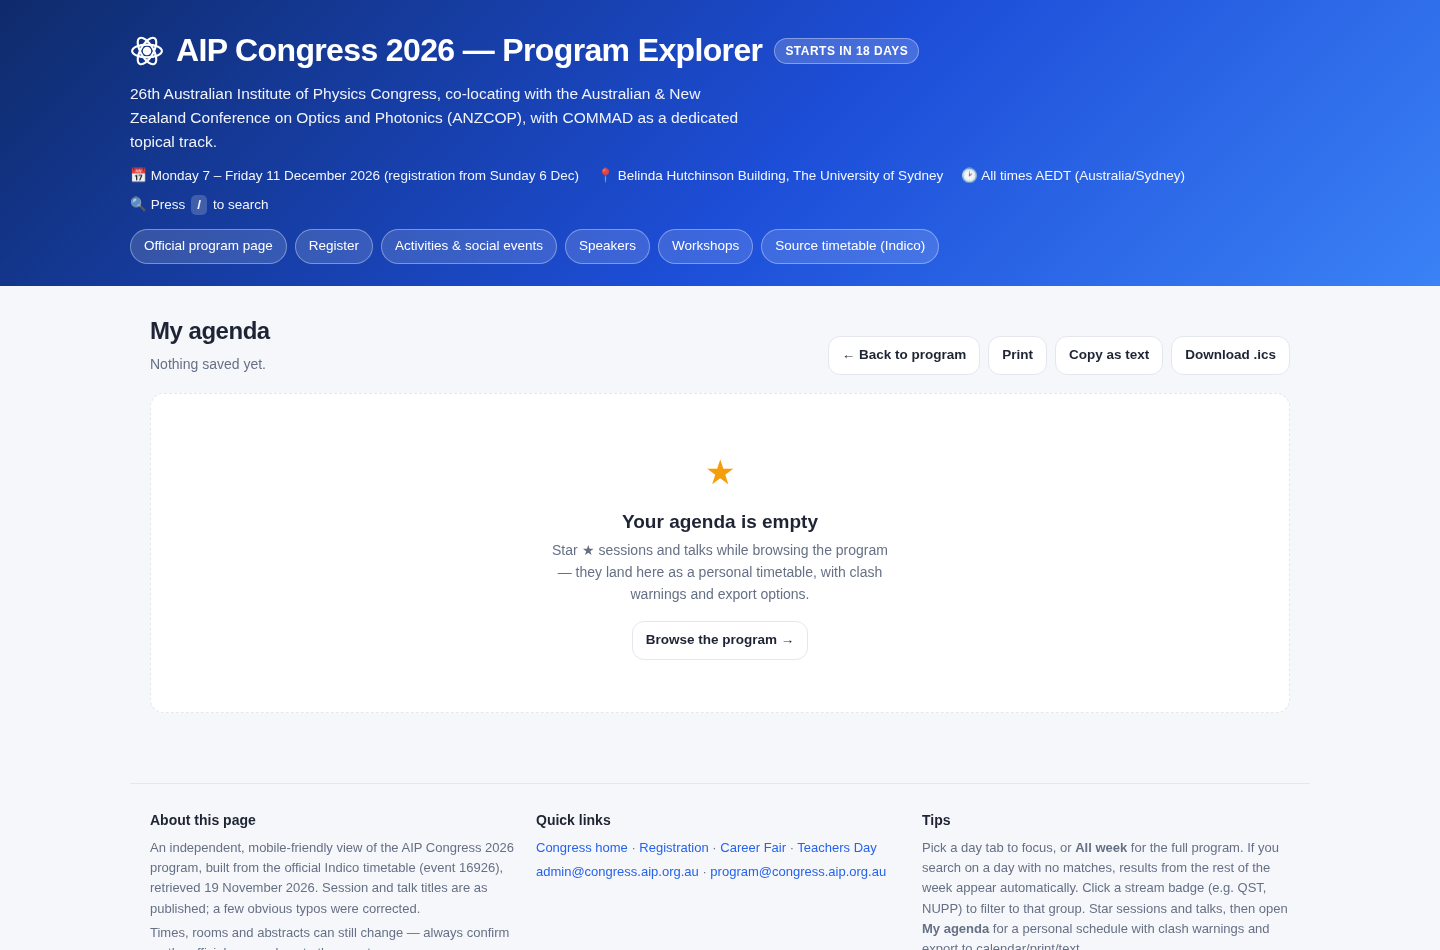 AIP Congress 2026 — Program Explorer STARTS IN 18 DAYS
26th Australian Institute of Physics Congress, co-locating with the Australian & New
Zealand Conference on Optics and Photonics (ANZCOP), with COMMAD as a dedicated
topical track.
📅 Monday 7 – Friday 11 December 2026 (registration from Sunday 6 Dec) 📍 Belinda Hutchinson Building, The University of Sydney 🕑 All times AEDT (Australia/Sydney)
🔍 Press / to search
Official program page Register Activities & social events Speakers Workshops Source timetable (Indico)
My agenda
Nothing saved yet.
← Back to program Print Copy as text Download .ics
★
Your agenda is empty
Star ★ sessions and talks while browsing the program
— they land here as a personal timetable, with clash
warnings and export options.
Browse the program →
About this page
An independent, mobile-friendly view of the AIP Congress 2026
program, built from the official Indico timetable (event 16926),
retrieved 19 November 2026. Session and talk titles are as
published; a few obvious typos were corrected.
Times, rooms and abstracts can still change — always confirm
Quick links
Congress home · Registration · Career Fair · Teachers Day
admin@congress.aip.org.au · program@congress.aip.org.au
Tips
Pick a day tab to focus, or All week for the full program. If you
search on a day with no matches, results from the rest of the
week appear automatically. Click a stream badge (e.g. QST,
NUPP) to filter to that group. Star sessions and talks, then open
My agenda for a personal schedule with clash warnings and
export to calendar/print/text.